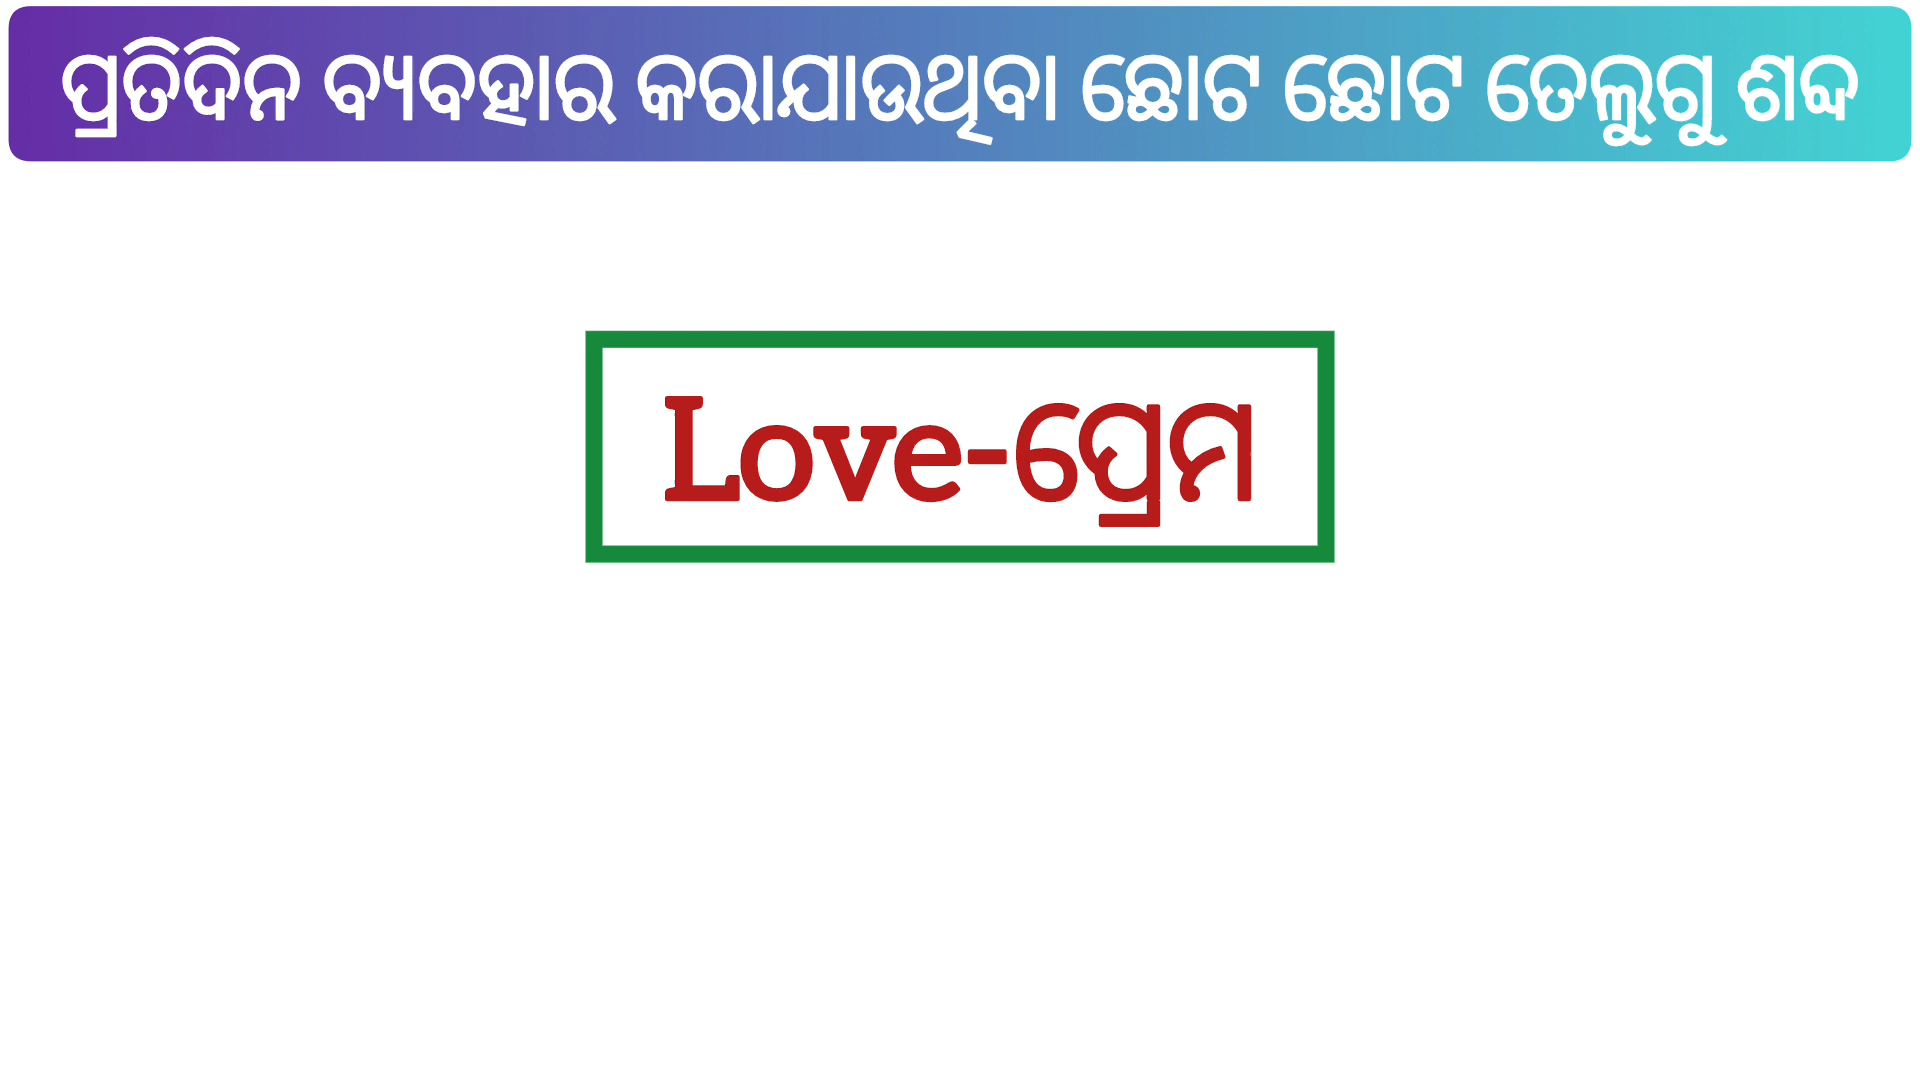 ପ୍ରତିଦିନ ବ୍ୟବହାର କରାଯାଉଥିବା ଛୋଟ ଛୋଟ ତେଲୁଗୁ ଶବ୍ଦ
Love-ପ୍ରେମ